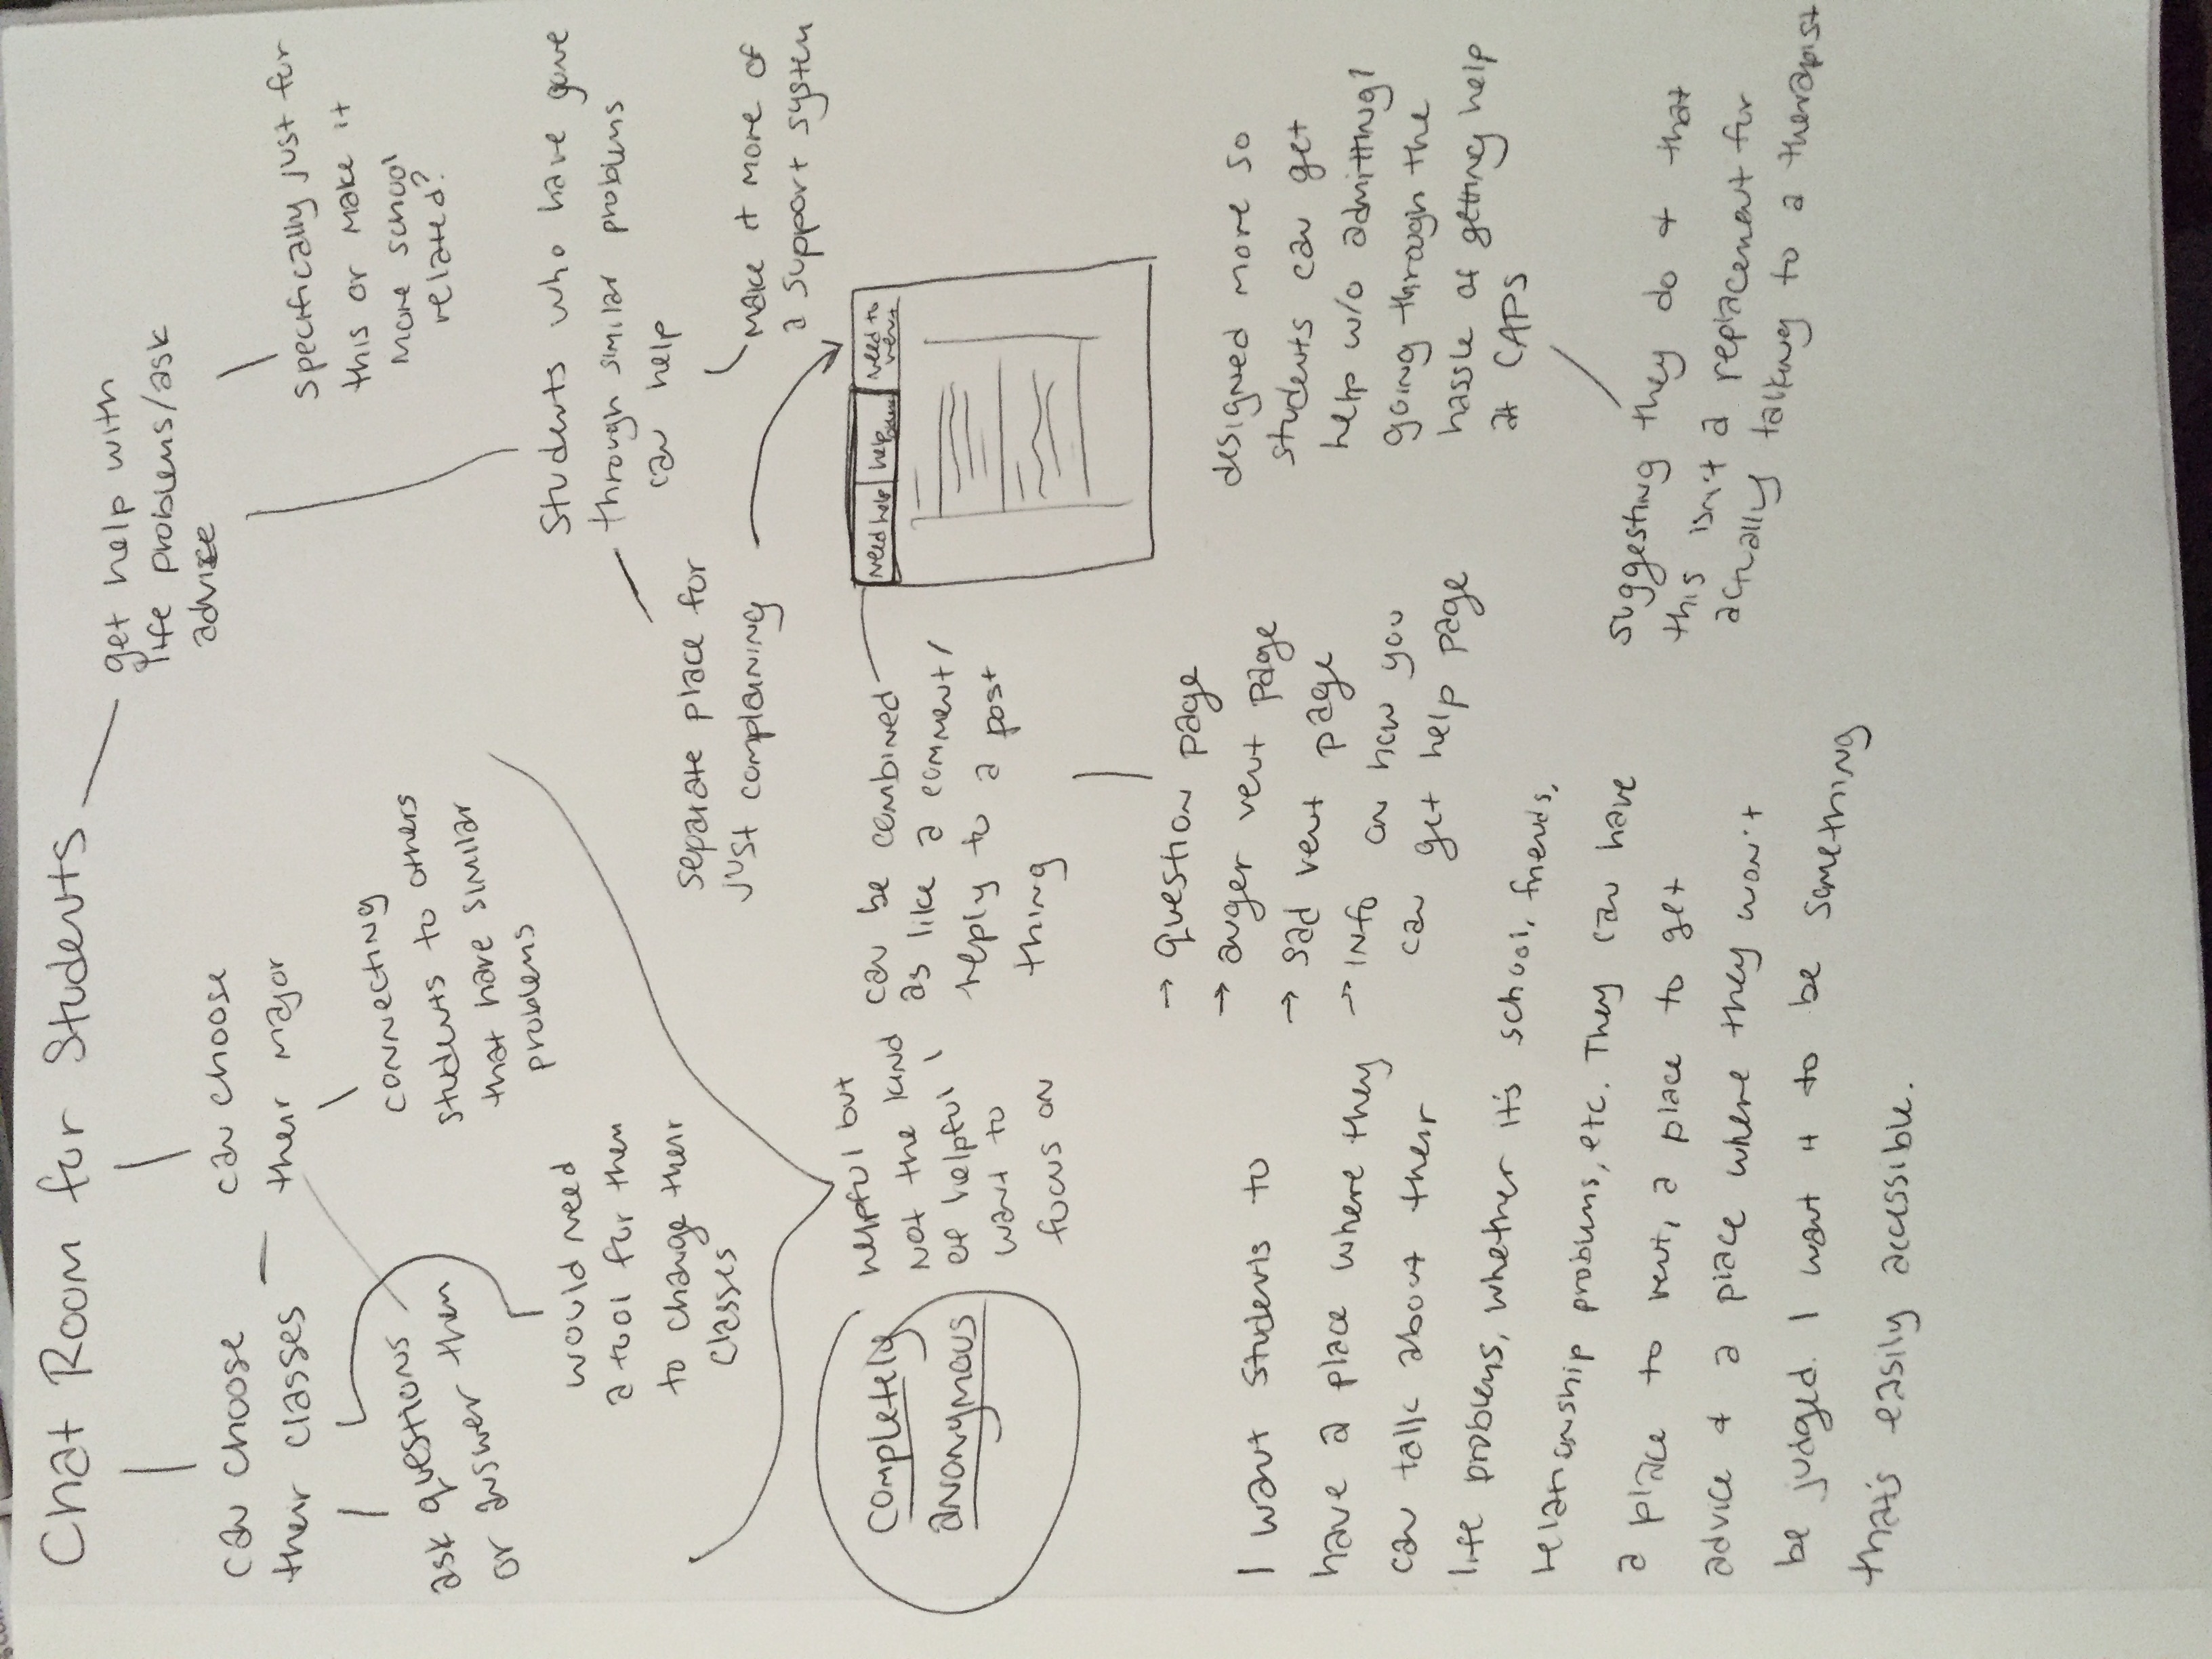 Chat Room for Students
get help with
life problems/ask
advice
can choose
their classes
can choose
their major
specifically just for
this or make it
more school
related?
ask questions
or answer them
connecting
students to others
that have similar
problems
would need
a tool for them
to change their
classes
students who have gone
through similar problems
can help
separate place for
just complaining
make it more of
a support system
completely
anonymous
helpful but
not the kind
of helpful I
want to
focus on
can be combined
as like a comment/
reply to a post
thing
need help
help
need to
vent
→ question page
→ anger vent page
→ sad vent page
→ info on how you
can get help page
designed more so
students can get
help w/o admitting/
going through the
hassle of getting help
at CAPS
suggesting they do & that
this isn't a replacement for
actually talking to a therapist
I want students to
have a place where they
can talk about their
life problems, whether it's school, friends,
relationship problems, etc. They can have
a place to vent, a place to get
advice & a place where they won't
be judged. I want it to be something
that's easily accessible.